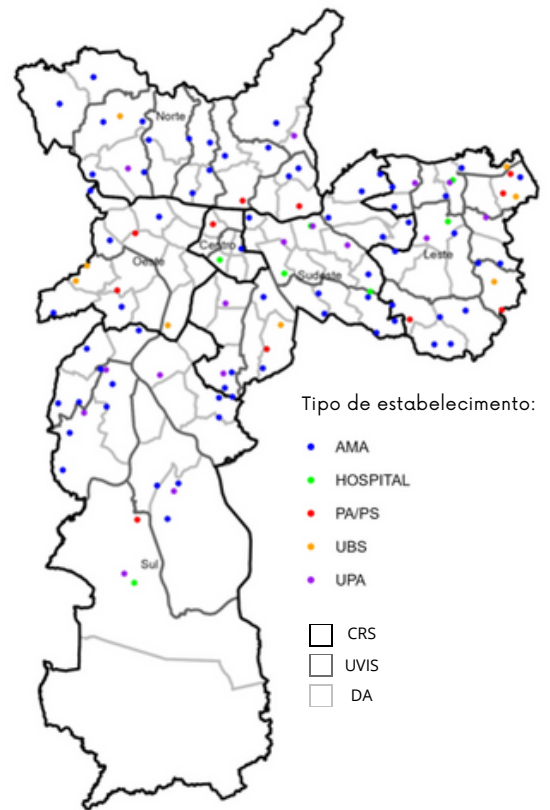 Norte
Centro
Oeste
Sudeste
Leste
Sul
Tipo de estabelecimento:
AMA
HOSPITAL
PA/PS
UBS
UPA
CRS
UVIS
DA